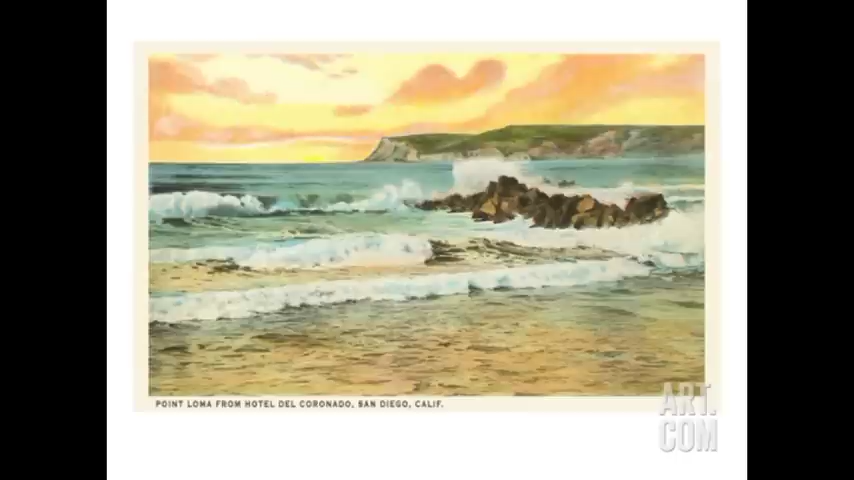 POINT LOMA FROM HOTEL DEL CORONADO, SAN DIEGO, CALIF.
ART.
COM